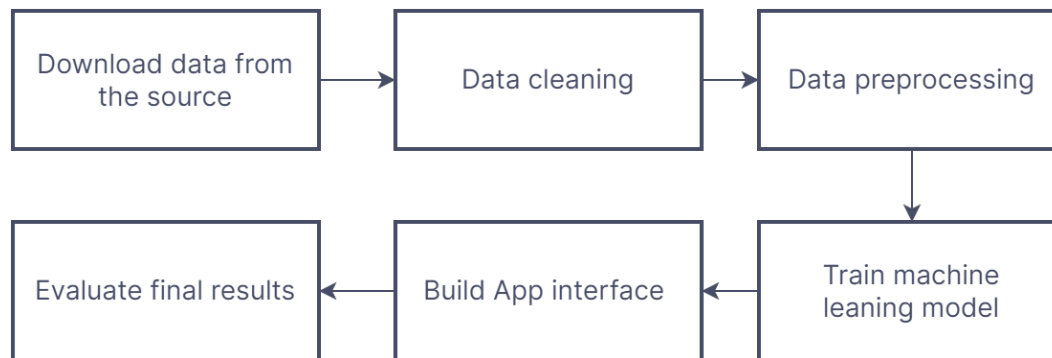 Download data from
the source
Data cleaning
Data preprocessing
Train machine
leaning model
Build App interface
Evaluate final results